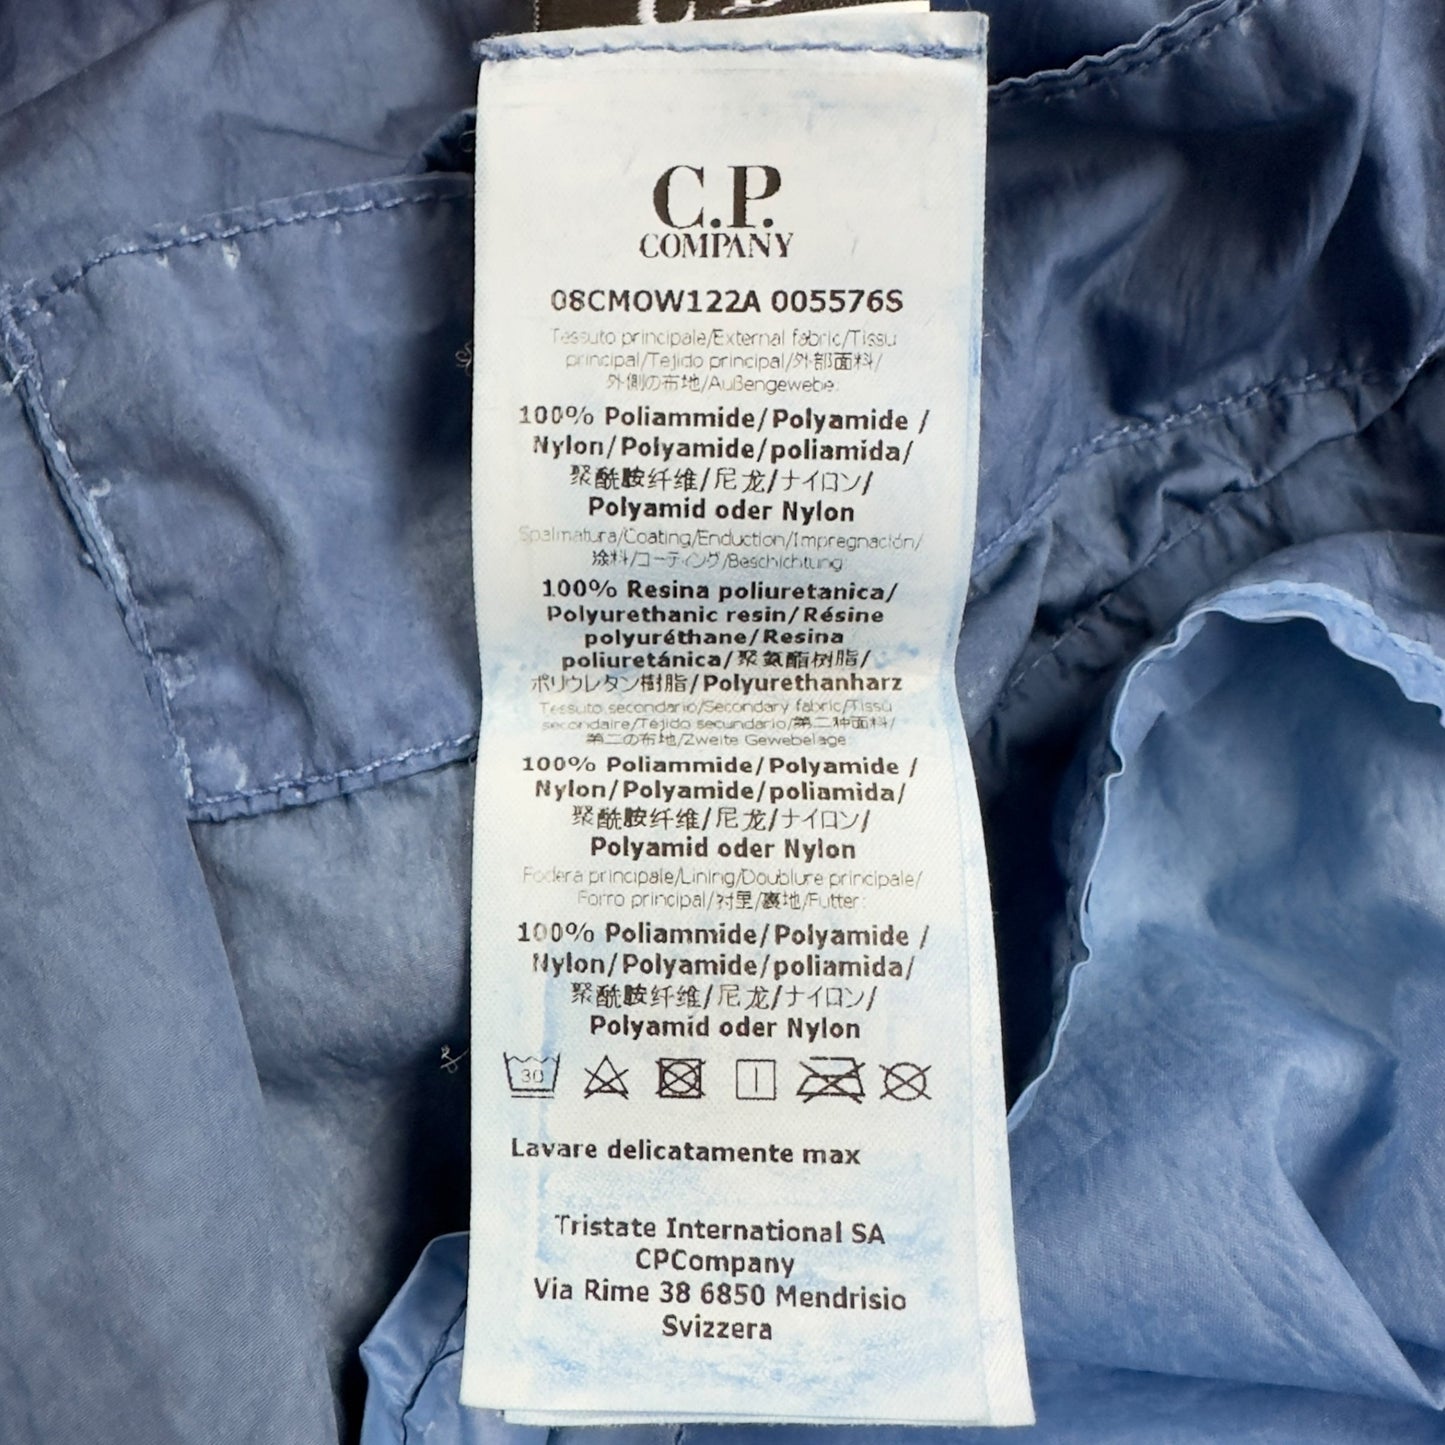 C.P.
COMPANY
08CMOW122A 005576S
Tessuto principale/External fabric/Tissu
principal/Tejido principal/外部面料/
外側の布地/Außengewebe:
100% Poliammide/Polyamide /
Nylon/Polyamide/poliamida/
聚酰胺纤维/尼龙/ナイロン/
Polyamid oder Nylon
Spalmatura/Coating/Enduction/Impregnación/
涂料/コーティング/Beschichtung:
100% Resina poliuretanica/
Polyurethanic resin/Résine
polyuréthane/Resina
poliuretánica/聚氨酯树脂/
ポリウレタン樹脂/Polyurethanharz
Tessuto secondario/Secondary fabric/Tissu
secondaire/Tejido secundario/第二种面料/
第二の布地/Zweite Gewebelage:
100% Poliammide/Polyamide /
Nylon/Polyamide/poliamida/
聚酰胺纤维/尼龙/ナイロン/
Polyamid oder Nylon
Fodera principale/Lining/Doublure principale/
Forro principal/衬里/裏地/Futter:
100% Poliammide/Polyamide /
Nylon/Polyamide/poliamida/
聚酰胺纤维/尼龙/ナイロン/
Polyamid oder Nylon
30
Lavare delicatamente max
Tristate International SA
CPCompany
Via Rime 38 6850 Mendrisio
Svizzera